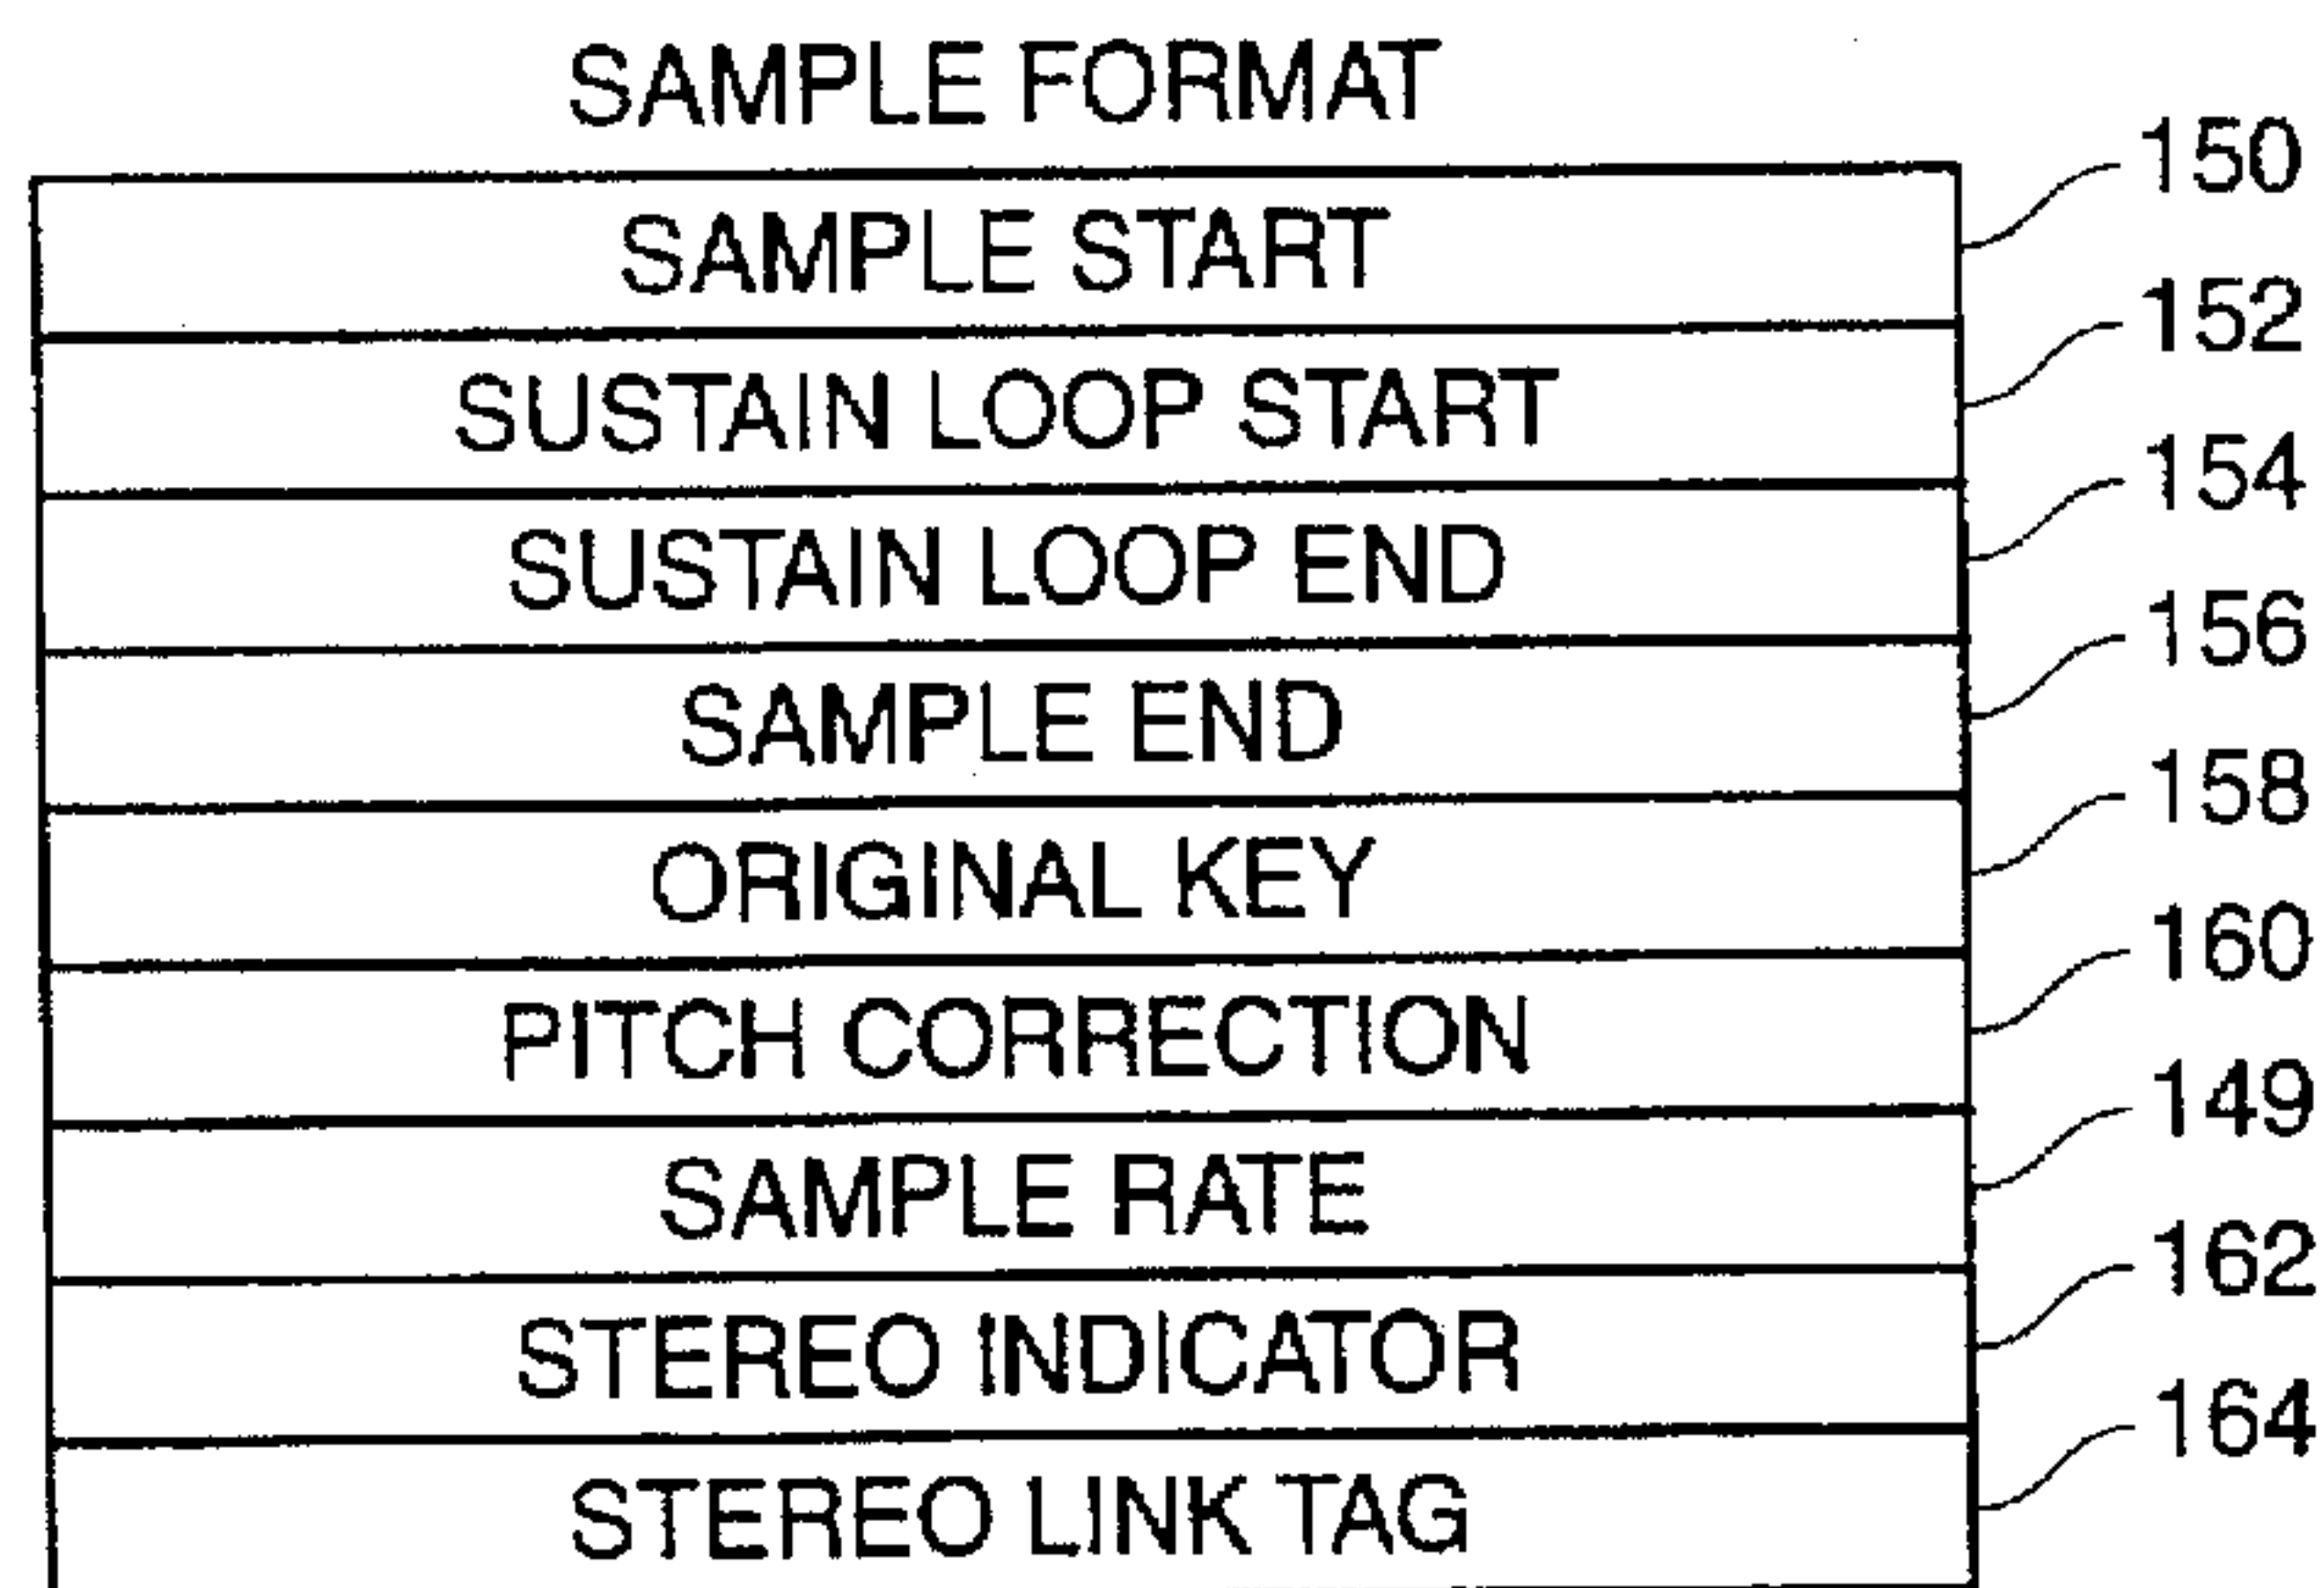 SAMPLE FORMAT
SAMPLE START 150
SUSTAIN LOOP START 152
SUSTAIN LOOP END 154
SAMPLE END 156
ORIGINAL KEY 158
PITCH CORRECTION 160
SAMPLE RATE 149
STEREO INDICATOR 162
STEREO LINK TAG 164